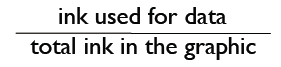 ink used for data
total ink in the graphic